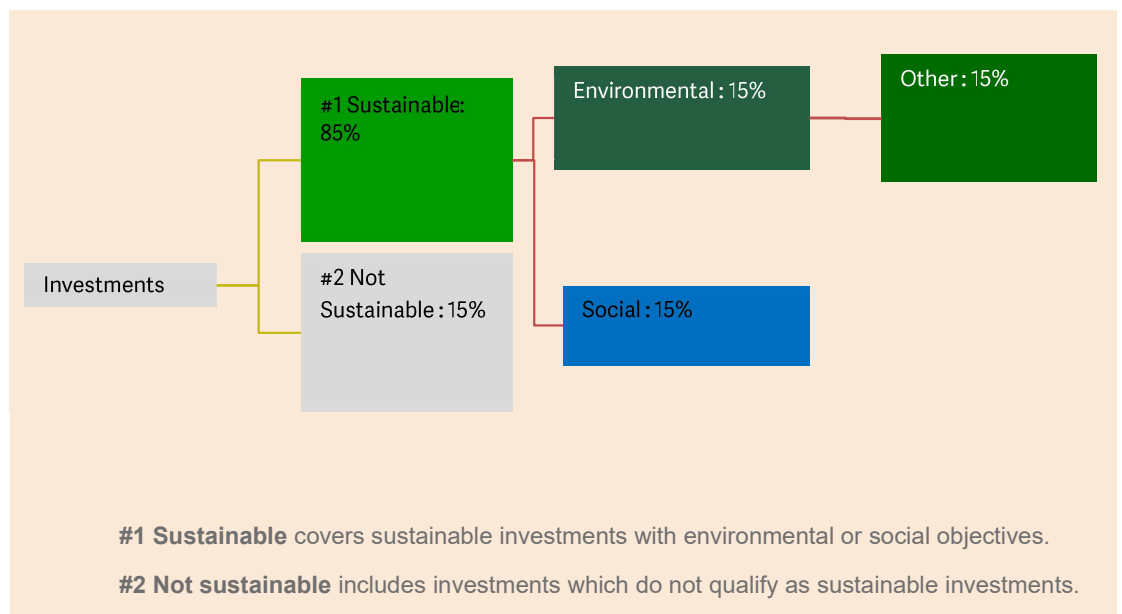 Investments
#1 Sustainable:
85%
#2 Not
Sustainable : 15%
Environmental : 15%
Social : 15%
Other : 15%
#1 Sustainable covers sustainable investments with environmental or social objectives.
#2 Not sustainable includes investments which do not qualify as sustainable investments.